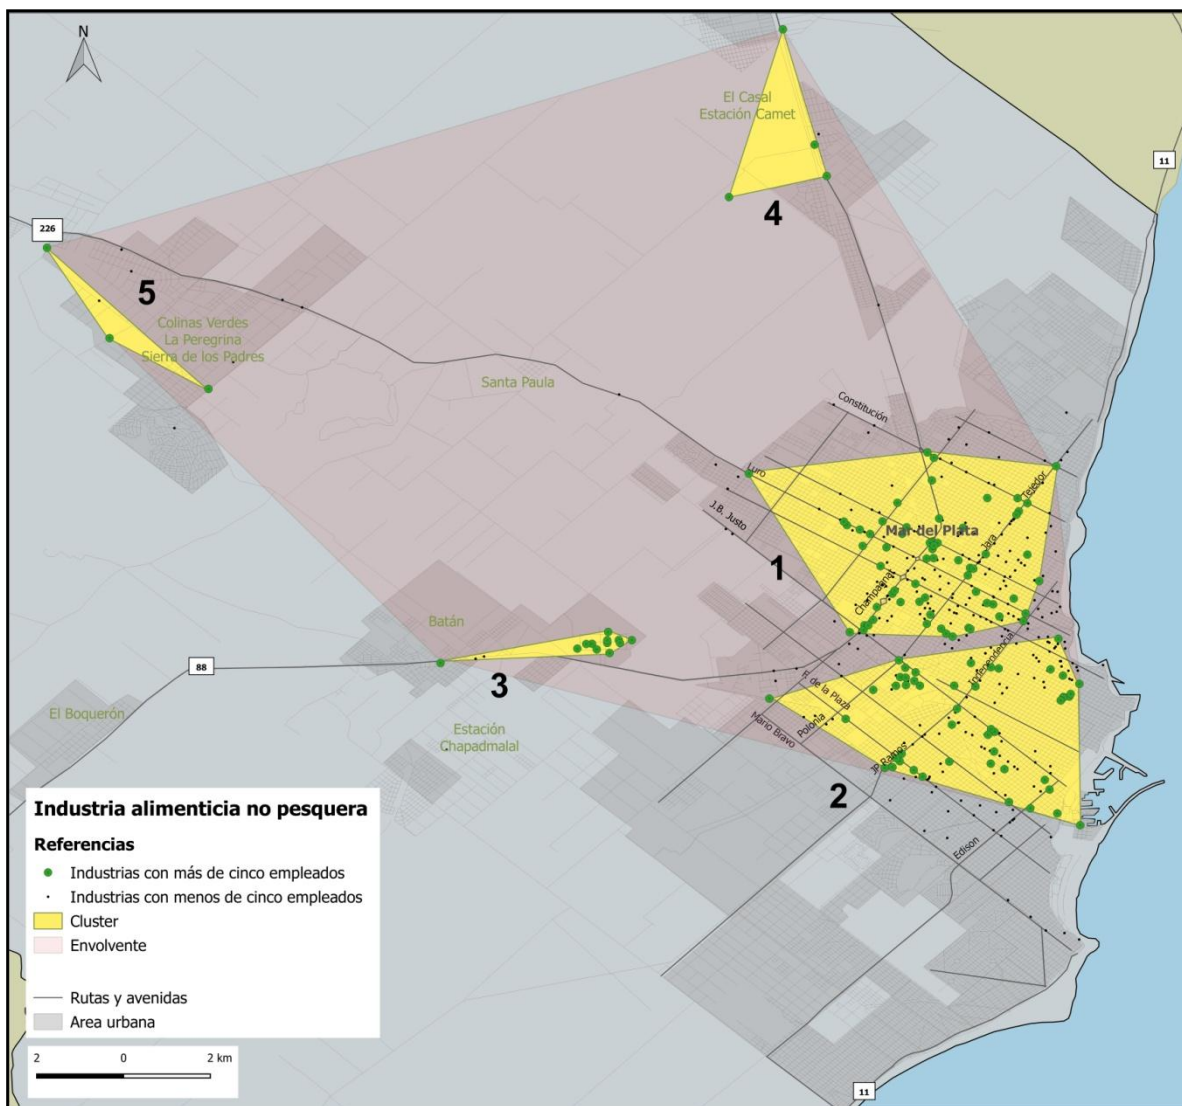 N
El Casal
Estación Camet
11
4
226
5
Colinas Verdes
La Peregrina
Sierra de los Padres
Santa Paula
Constitución
Luro
Tejedor
J.B. Justo
Mar del Plata
Jara
1
Champagnat
Batán
Independencia
88
3
F. de la Plaza
El Boquerón
Mario Bravo
Polonia
Estación
Chapadmalal
JP Ramos
2
Edison
Industria alimenticia no pesquera
Referencias
Industrias con más de cinco empleados
Industrias con menos de cinco empleados
Cluster
Envolvente
Rutas y avenidas
Area urbana
2 0 2 km
11